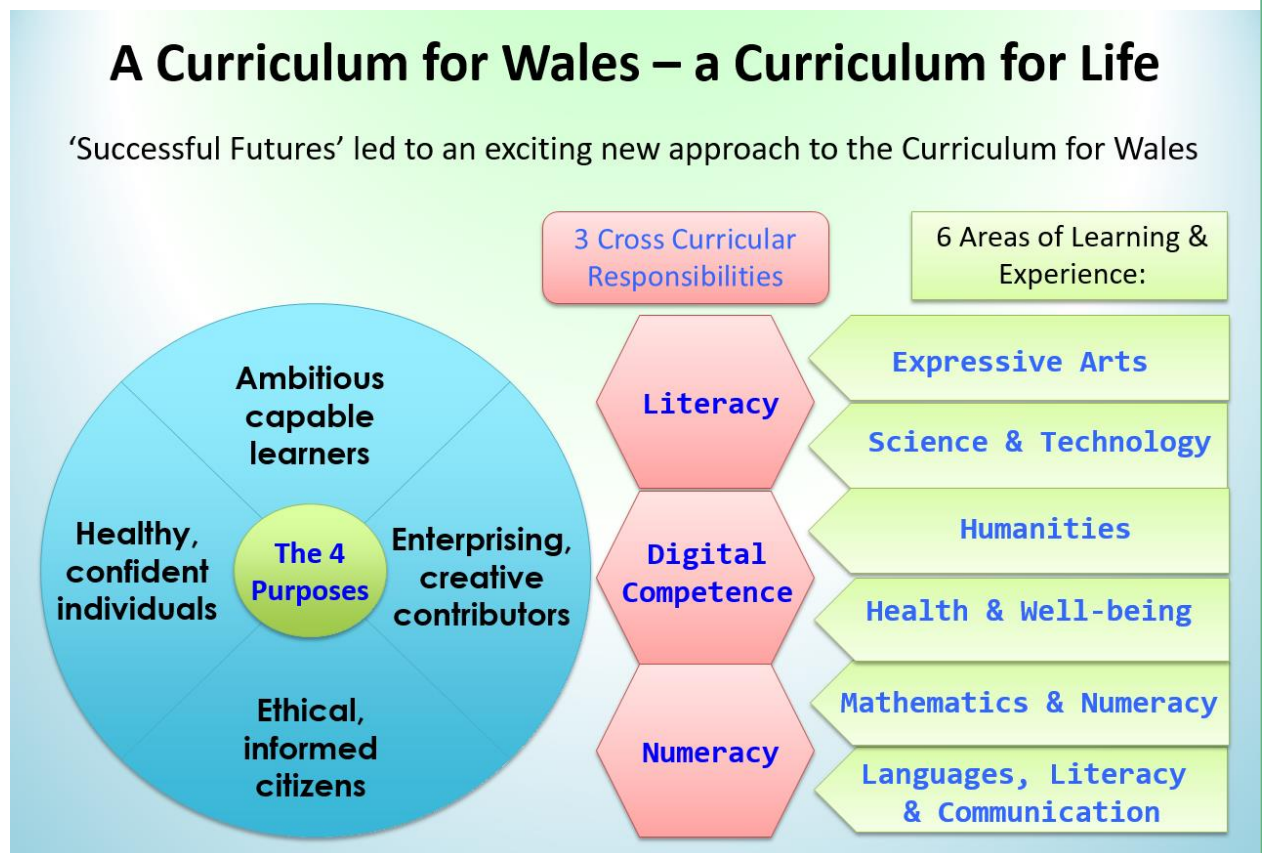 A Curriculum for Wales – a Curriculum for Life
‘Successful Futures’ led to an exciting new approach to the Curriculum for Wales
3 Cross Curricular
Responsibilities
6 Areas of Learning &
Experience:
Ambitious
capable
learners
Healthy,
confident
individuals
The 4
Purposes
Enterprising,
creative
contributors
Ethical,
informed
citizens
Literacy
Digital
Competence
Numeracy
Expressive Arts
Science & Technology
Humanities
Health & Well-being
Mathematics & Numeracy
Languages, Literacy
& Communication